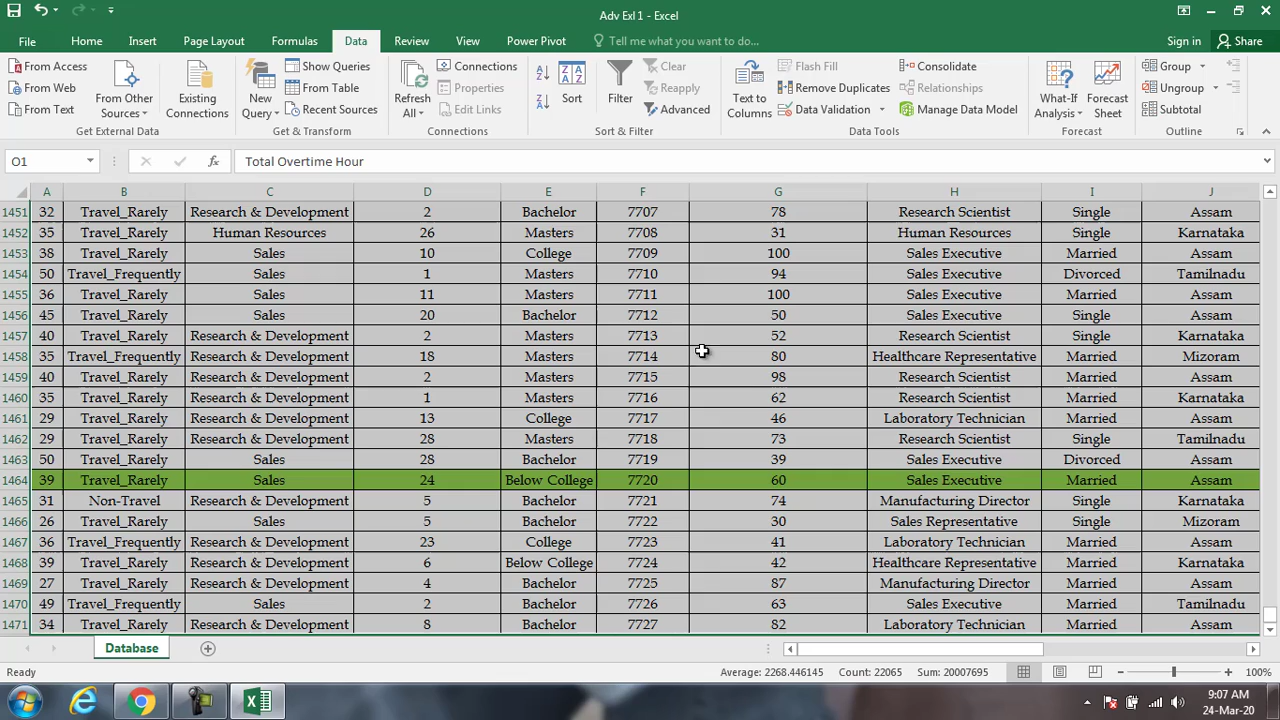 Adv Exl 1 - Excel
File Home Insert Page Layout Formulas Data Review View Power Pivot Tell me what you want to do... Sign in Share
From Access
From Web
From Text
From Other Sources
Existing Connections
Get External Data
New Query
Show Queries
From Table
Recent Sources
Get & Transform
Refresh All
Connections
Properties
Edit Links
Connections
Sort
Filter
Clear
Reapply
Advanced
Sort & Filter
Text to Columns
Flash Fill
Remove Duplicates
Data Validation
Consolidate
Relationships
Manage Data Model
Data Tools
What-If Analysis
Forecast Sheet
Forecast
Group
Ungroup
Subtotal
Outline
O1 fx Total Overtime Hour
A B C D E F G H I J
1451 32 Travel_Rarely Research & Development 2 Bachelor 7707 78 Research Scientist Single Assam
1452 35 Travel_Rarely Human Resources 26 Masters 7708 31 Human Resources Single Karnataka
1453 38 Travel_Rarely Sales 10 College 7709 100 Sales Executive Married Assam
1454 50 Travel_Frequently Sales 1 Masters 7710 94 Sales Executive Divorced Tamilnadu
1455 36 Travel_Rarely Sales 11 Masters 7711 100 Sales Executive Married Assam
1456 45 Travel_Rarely Sales 20 Bachelor 7712 50 Sales Executive Single Assam
1457 40 Travel_Rarely Research & Development 2 Masters 7713 52 Research Scientist Single Karnataka
1458 35 Travel_Frequently Research & Development 18 Masters 7714 80 Healthcare Representative Married Mizoram
1459 40 Travel_Rarely Research & Development 2 Masters 7715 98 Research Scientist Married Assam
1460 35 Travel_Rarely Research & Development 1 Masters 7716 62 Research Scientist Married Karnataka
1461 29 Travel_Rarely Research & Development 13 College 7717 46 Laboratory Technician Married Assam
1462 29 Travel_Rarely Research & Development 28 Masters 7718 73 Research Scientist Single Tamilnadu
1463 50 Travel_Rarely Sales 28 Bachelor 7719 39 Sales Executive Divorced Assam
1464 39 Travel_Rarely Sales 24 Below College 7720 60 Sales Executive Married Assam
1465 31 Non-Travel Research & Development 5 Bachelor 7721 74 Manufacturing Director Single Karnataka
1466 26 Travel_Rarely Sales 5 Bachelor 7722 30 Sales Representative Single Mizoram
1467 36 Travel_Frequently Research & Development 23 College 7723 41 Laboratory Technician Married Assam
1468 39 Travel_Rarely Research & Development 6 Below College 7724 42 Healthcare Representative Married Karnataka
1469 27 Travel_Rarely Research & Development 4 Bachelor 7725 87 Manufacturing Director Married Assam
1470 49 Travel_Frequently Sales 2 Bachelor 7726 63 Sales Executive Married Tamilnadu
1471 34 Travel_Rarely Research & Development 8 Bachelor 7727 82 Laboratory Technician Married Assam
Database
Ready Average: 2268.446145 Count: 22065 Sum: 20007695 100%
9:07 AM
24-Mar-20